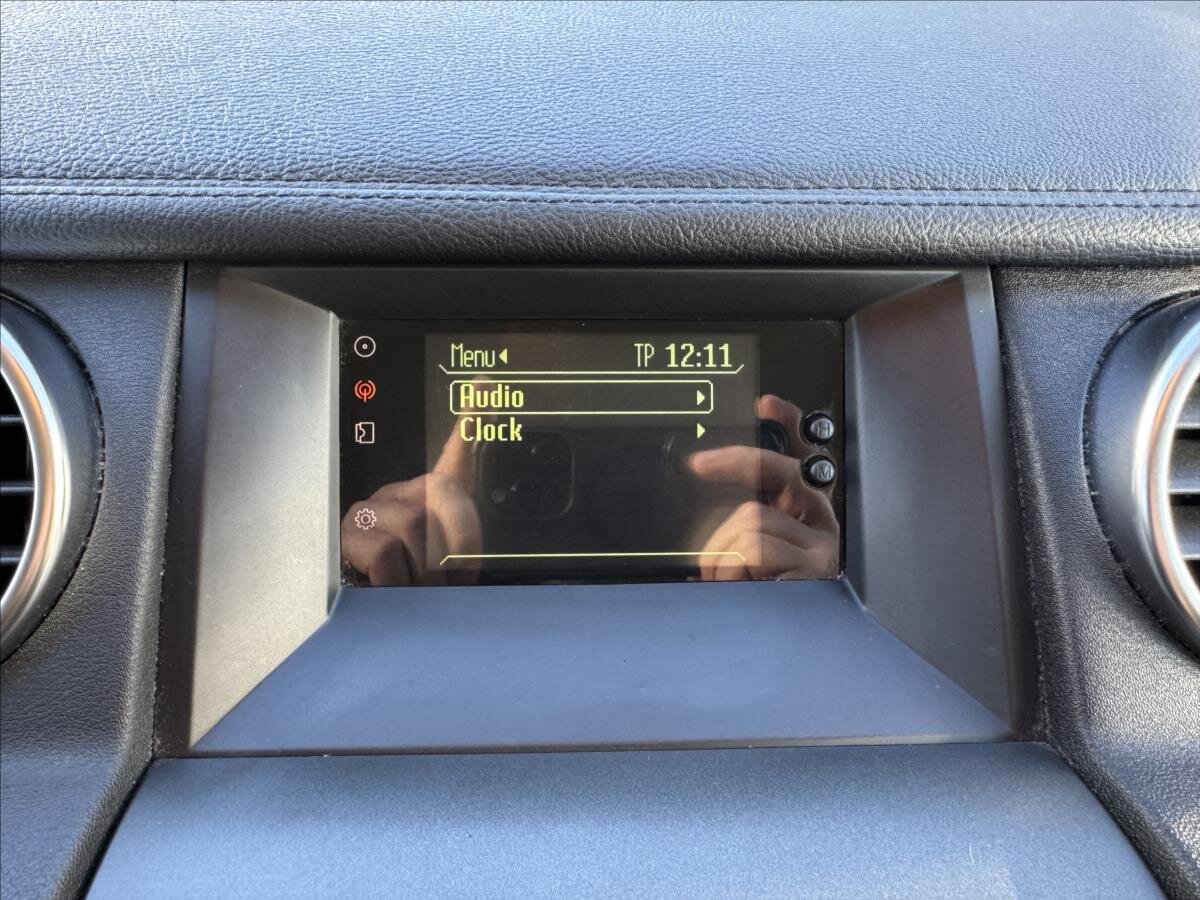 Menu TP 12:11
Audio
Clock
H
M